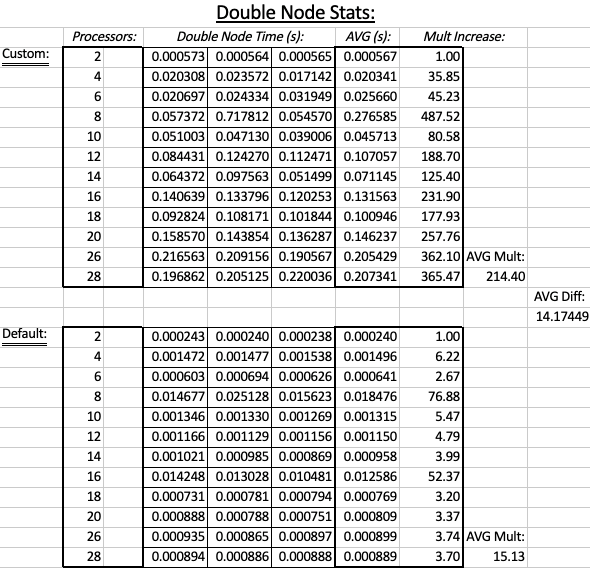 Double Node Stats:
Processors: Double Node Time (s): AVG (s): Mult Increase:
Custom: 2 0.000573 0.000564 0.000565 0.000567 1.00
4 0.020308 0.023572 0.017142 0.020341 35.85
6 0.020697 0.024334 0.031949 0.025660 45.23
8 0.057372 0.717812 0.054570 0.276585 487.52
10 0.051003 0.047130 0.039006 0.045713 80.58
12 0.084431 0.124270 0.112471 0.107057 188.70
14 0.064372 0.097563 0.051499 0.071145 125.40
16 0.140639 0.133796 0.120253 0.131563 231.90
18 0.092824 0.108171 0.101844 0.100946 177.93
20 0.158570 0.143854 0.136287 0.146237 257.76
26 0.216563 0.209156 0.190567 0.205429 362.10 AVG Mult:
28 0.196862 0.205125 0.220036 0.207341 365.47 214.40
AVG Diff:
14.17449
Default: 2 0.000243 0.000240 0.000238 0.000240 1.00
4 0.001472 0.001477 0.001538 0.001496 6.22
6 0.000603 0.000694 0.000626 0.000641 2.67
8 0.014677 0.025128 0.015623 0.018476 76.88
10 0.001346 0.001330 0.001269 0.001315 5.47
12 0.001166 0.001129 0.001156 0.001150 4.79
14 0.001021 0.000985 0.000869 0.000958 3.99
16 0.014248 0.013028 0.010481 0.012586 52.37
18 0.000731 0.000781 0.000794 0.000769 3.20
20 0.000888 0.000788 0.000751 0.000809 3.37
26 0.000935 0.000865 0.000897 0.000899 3.74 AVG Mult:
28 0.000894 0.000886 0.000888 0.000889 3.70 15.13